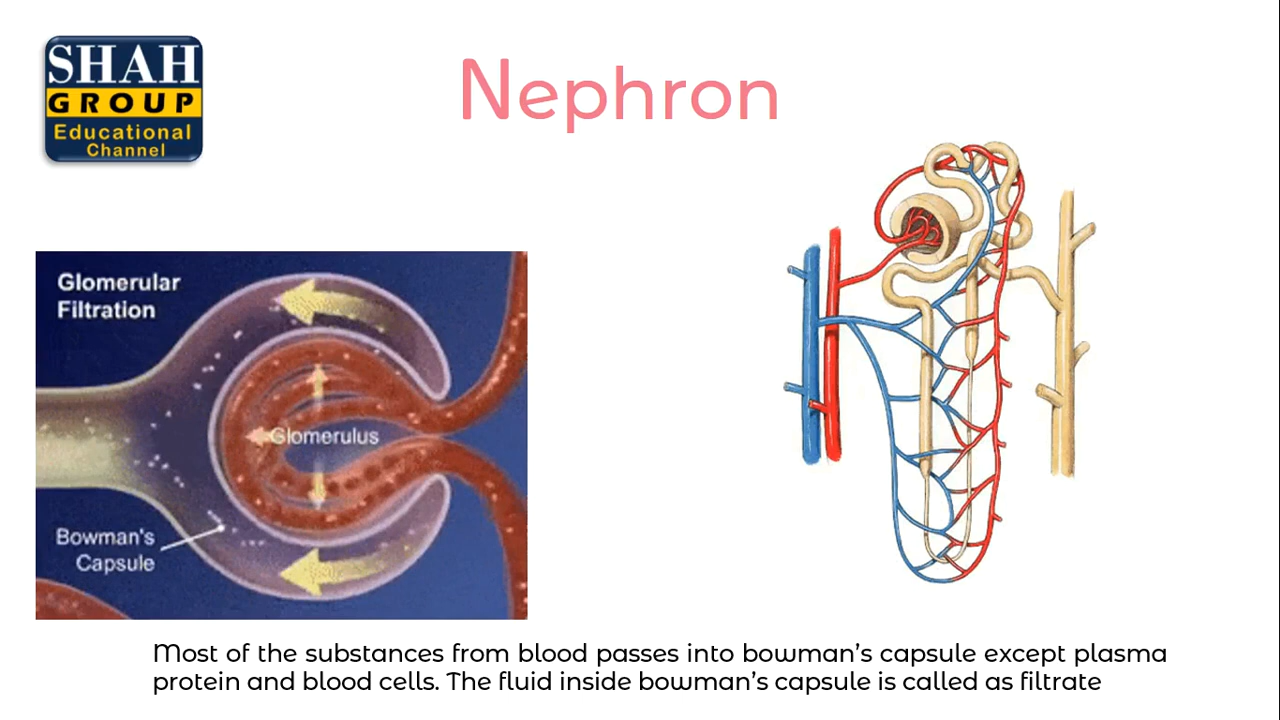 SHAH
GROUP
Educational
Channel
Nephron
Glomerular
Filtration
Glomerulus
Bowman's
Capsule
Most of the substances from blood passes into bowman's capsule except plasma
protein and blood cells. The fluid inside bowman's capsule is called as filtrate